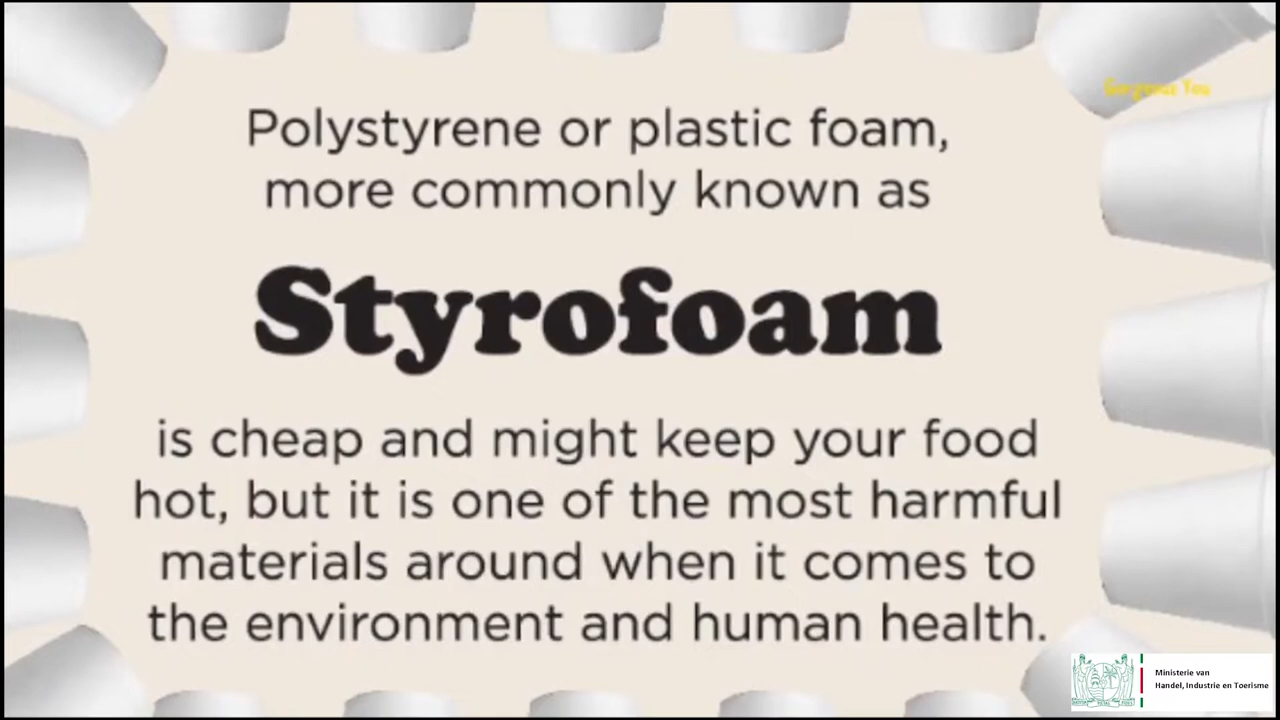 Gorgeous You
Polystyrene or plastic foam,
more commonly known as
Styrofoam
is cheap and might keep your food
hot, but it is one of the most harmful
materials around when it comes to
the environment and human health.
Ministerie van
Handel, Industrie en Toerisme